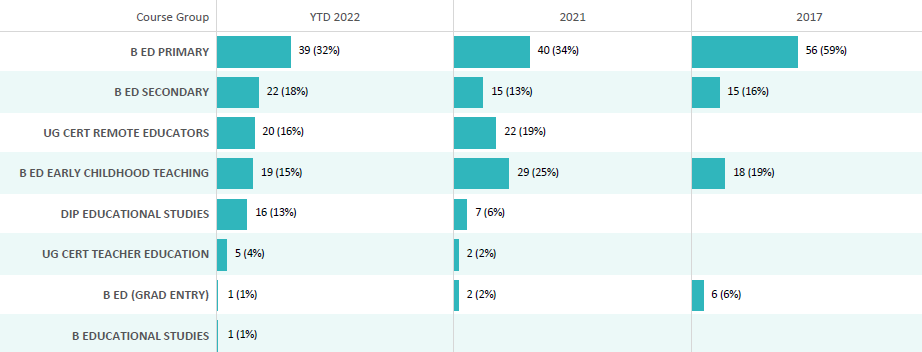 Course Group YTD 2022 2021 2017
B ED PRIMARY 39 (32%) 40 (34%) 56 (59%)
B ED SECONDARY 22 (18%) 15 (13%) 15 (16%)
UG CERT REMOTE EDUCATORS 20 (16%) 22 (19%)
B ED EARLY CHILDHOOD TEACHING 19 (15%) 29 (25%) 18 (19%)
DIP EDUCATIONAL STUDIES 16 (13%) 7 (6%)
UG CERT TEACHER EDUCATION 5 (4%) 2 (2%)
B ED (GRAD ENTRY) 1 (1%) 2 (2%) 6 (6%)
B EDUCATIONAL STUDIES 1 (1%)